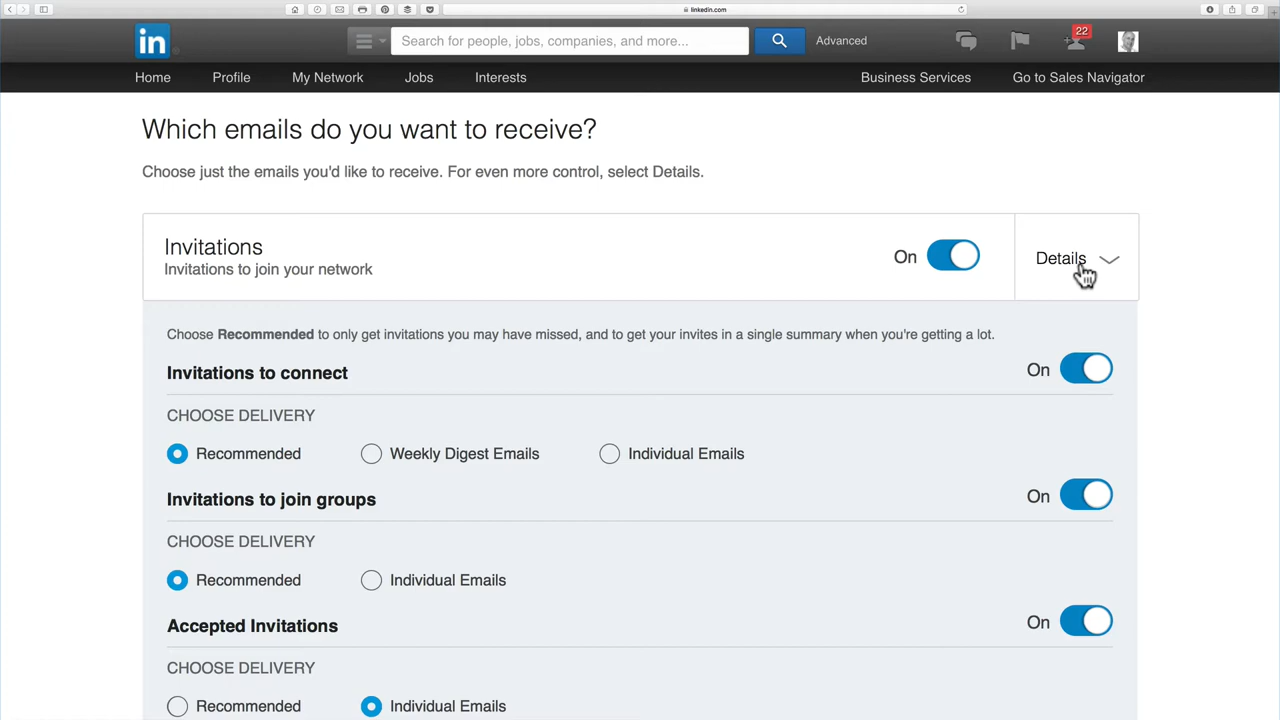 linkedin.com
in
Search for people, jobs, companies, and more...
Advanced
22
Home Profile My Network Jobs Interests Business Services Go to Sales Navigator
Which emails do you want to receive?
Choose just the emails you'd like to receive. For even more control, select Details.
Invitations
Invitations to join your network
On
Details
Choose Recommended to only get invitations you may have missed, and to get your invites in a single summary when you're getting a lot.
Invitations to connect On
CHOOSE DELIVERY
Recommended Weekly Digest Emails Individual Emails
Invitations to join groups On
CHOOSE DELIVERY
Recommended Individual Emails
Accepted Invitations On
CHOOSE DELIVERY
Recommended Individual Emails